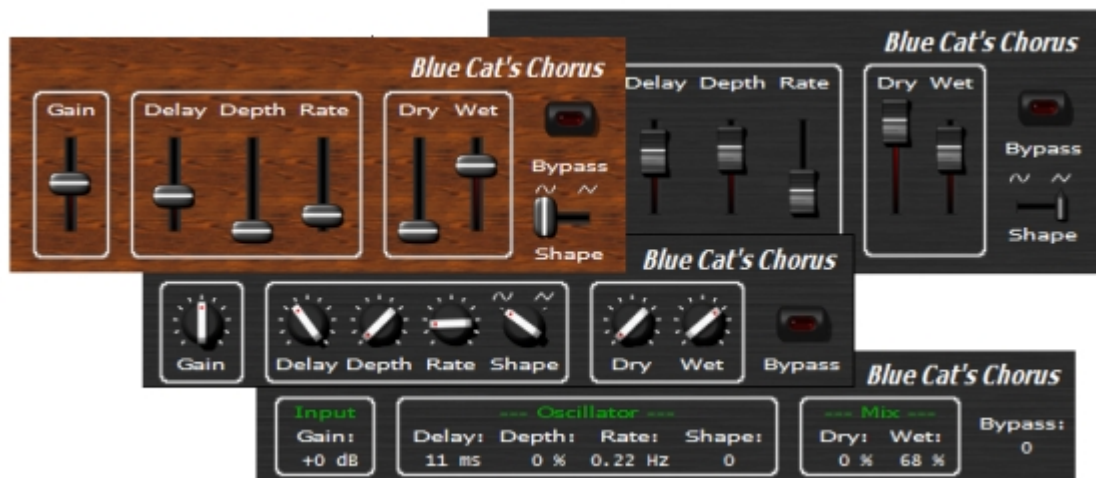 Blue Cat's Chorus
Gain Delay Depth Rate Dry Wet
Bypass
Shape
Blue Cat's Chorus
Delay Depth Rate Dry Wet
Bypass
Shape
Blue Cat's Chorus
Gain Delay Depth Rate Shape Dry Wet Bypass
Blue Cat's Chorus
Input --- Oscillator --- --- Mix ---
Gain: Delay: Depth: Rate: Shape: Dry: Wet: Bypass:
+0 dB 11 ms 0 % 0.22 Hz 0 0 % 68 % 0